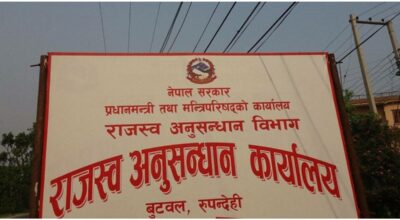 नेपाल सरकार
प्रधानमन्त्री तथा मन्त्रिपरिषद्को कार्यालय
राजस्व अनुसन्धान विभाग
राजस्व अनुसन्धान कार्यालय
बुटवल, रुपन्देही